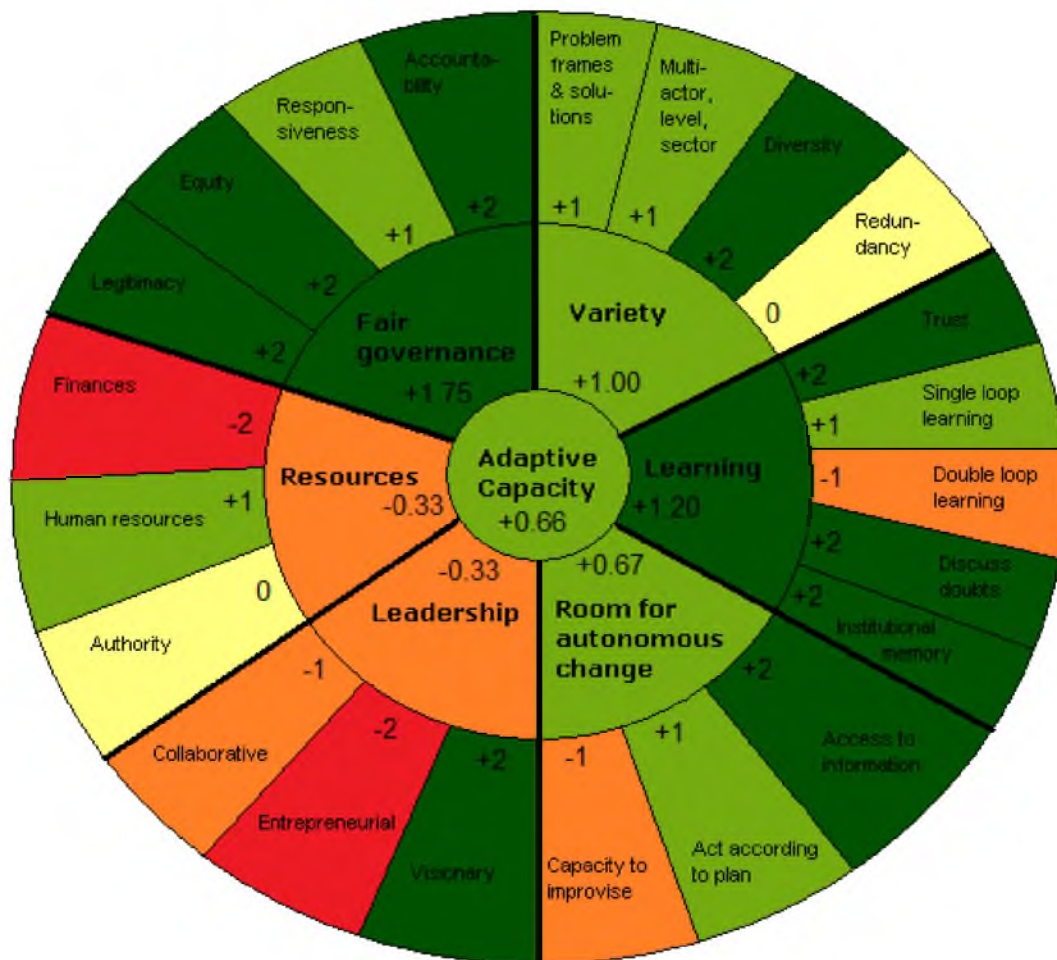 Problem
frames
& solu-
tions
+1
Multi-
actor,
level,
sector
+1
Diversity
+2
Redun-
dancy
0
Variety
+1.00
Trust
+2
Single loop
learning
+1
Double loop
learning
-1
Discuss
doubts
+2
Institutional
memory
+2
Learning
+1.20
Access to
information
+2
Act according
to plan
+1
Capacity to
improvise
-1
+0.67
Room for
autonomous
change
Visionary
+2
Entrepreneurial
-2
Collaborative
-1
-0.33
Leadership
Authority
0
Human resources
+1
Finances
-2
Resources
-0.33
Legitimacy
+2
Equity
+2
Respon-
siveness
+1
Accounta-
bility
+2
Fair
governance
+1.75
Adaptive
Capacity
+0.66